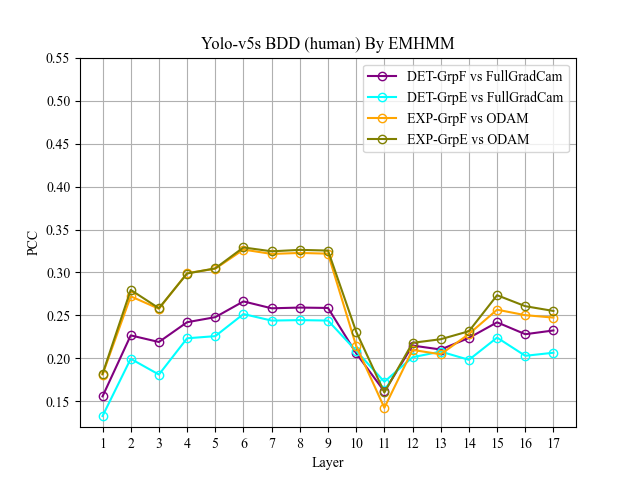 Yolo-v5s BDD (human) By EMHMM
DET-GrpF vs FullGradCam
DET-GrpE vs FullGradCam
EXP-GrpF vs ODAM
EXP-GrpE vs ODAM
PCC
0.55
0.50
0.45
0.40
0.35
0.30
0.25
0.20
0.15
1 2 3 4 5 6 7 8 9 10 11 12 13 14 15 16 17
Layer